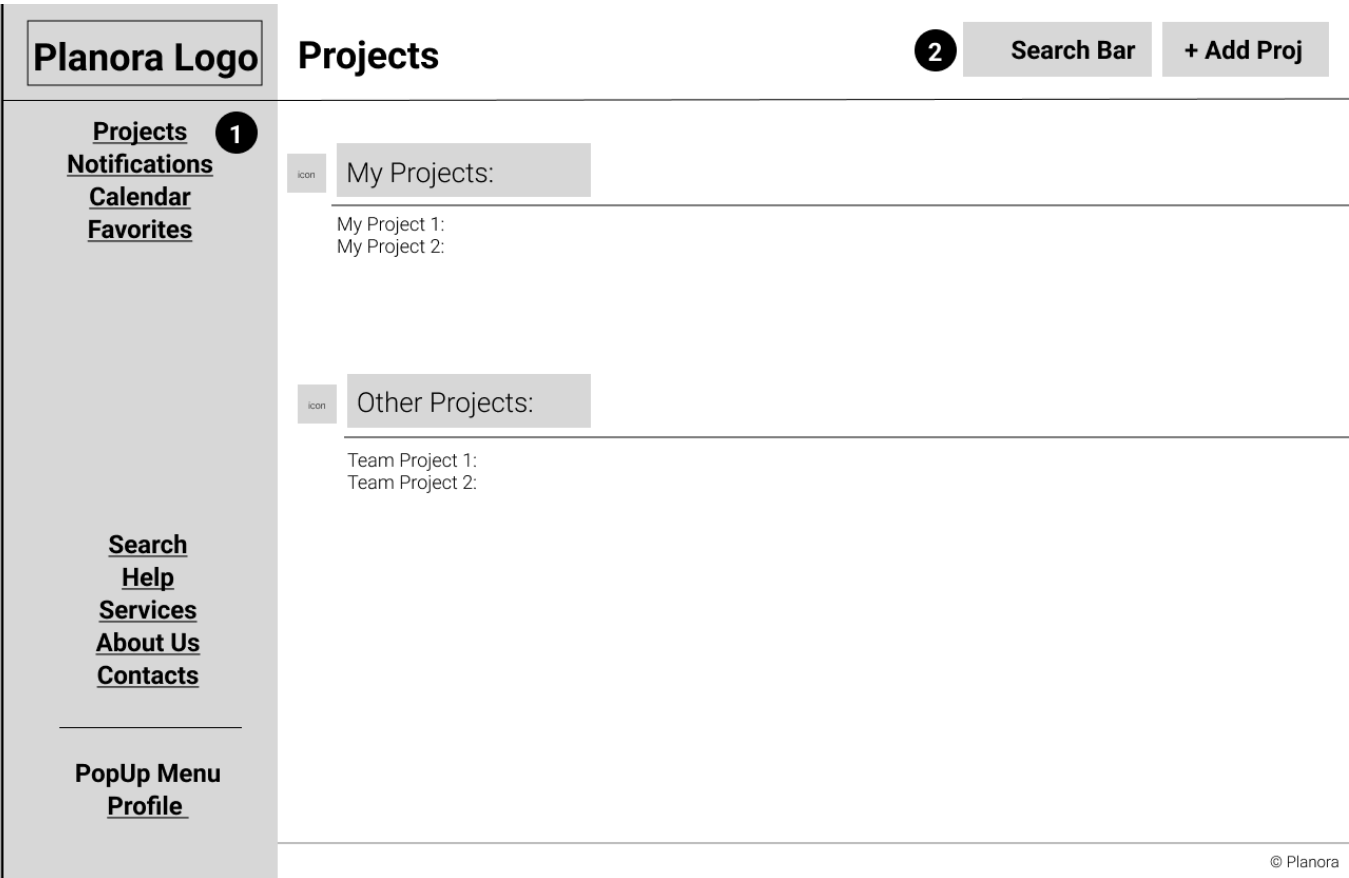 Planora Logo
Projects
2
Search Bar
+ Add Proj
Projects
1
Notifications
Calendar
Favorites
Search
Help
Services
About Us
Contacts
PopUp Menu
Profile
icon
My Projects:
My Project 1:
My Project 2:
icon
Other Projects:
Team Project 1:
Team Project 2:
© Planora